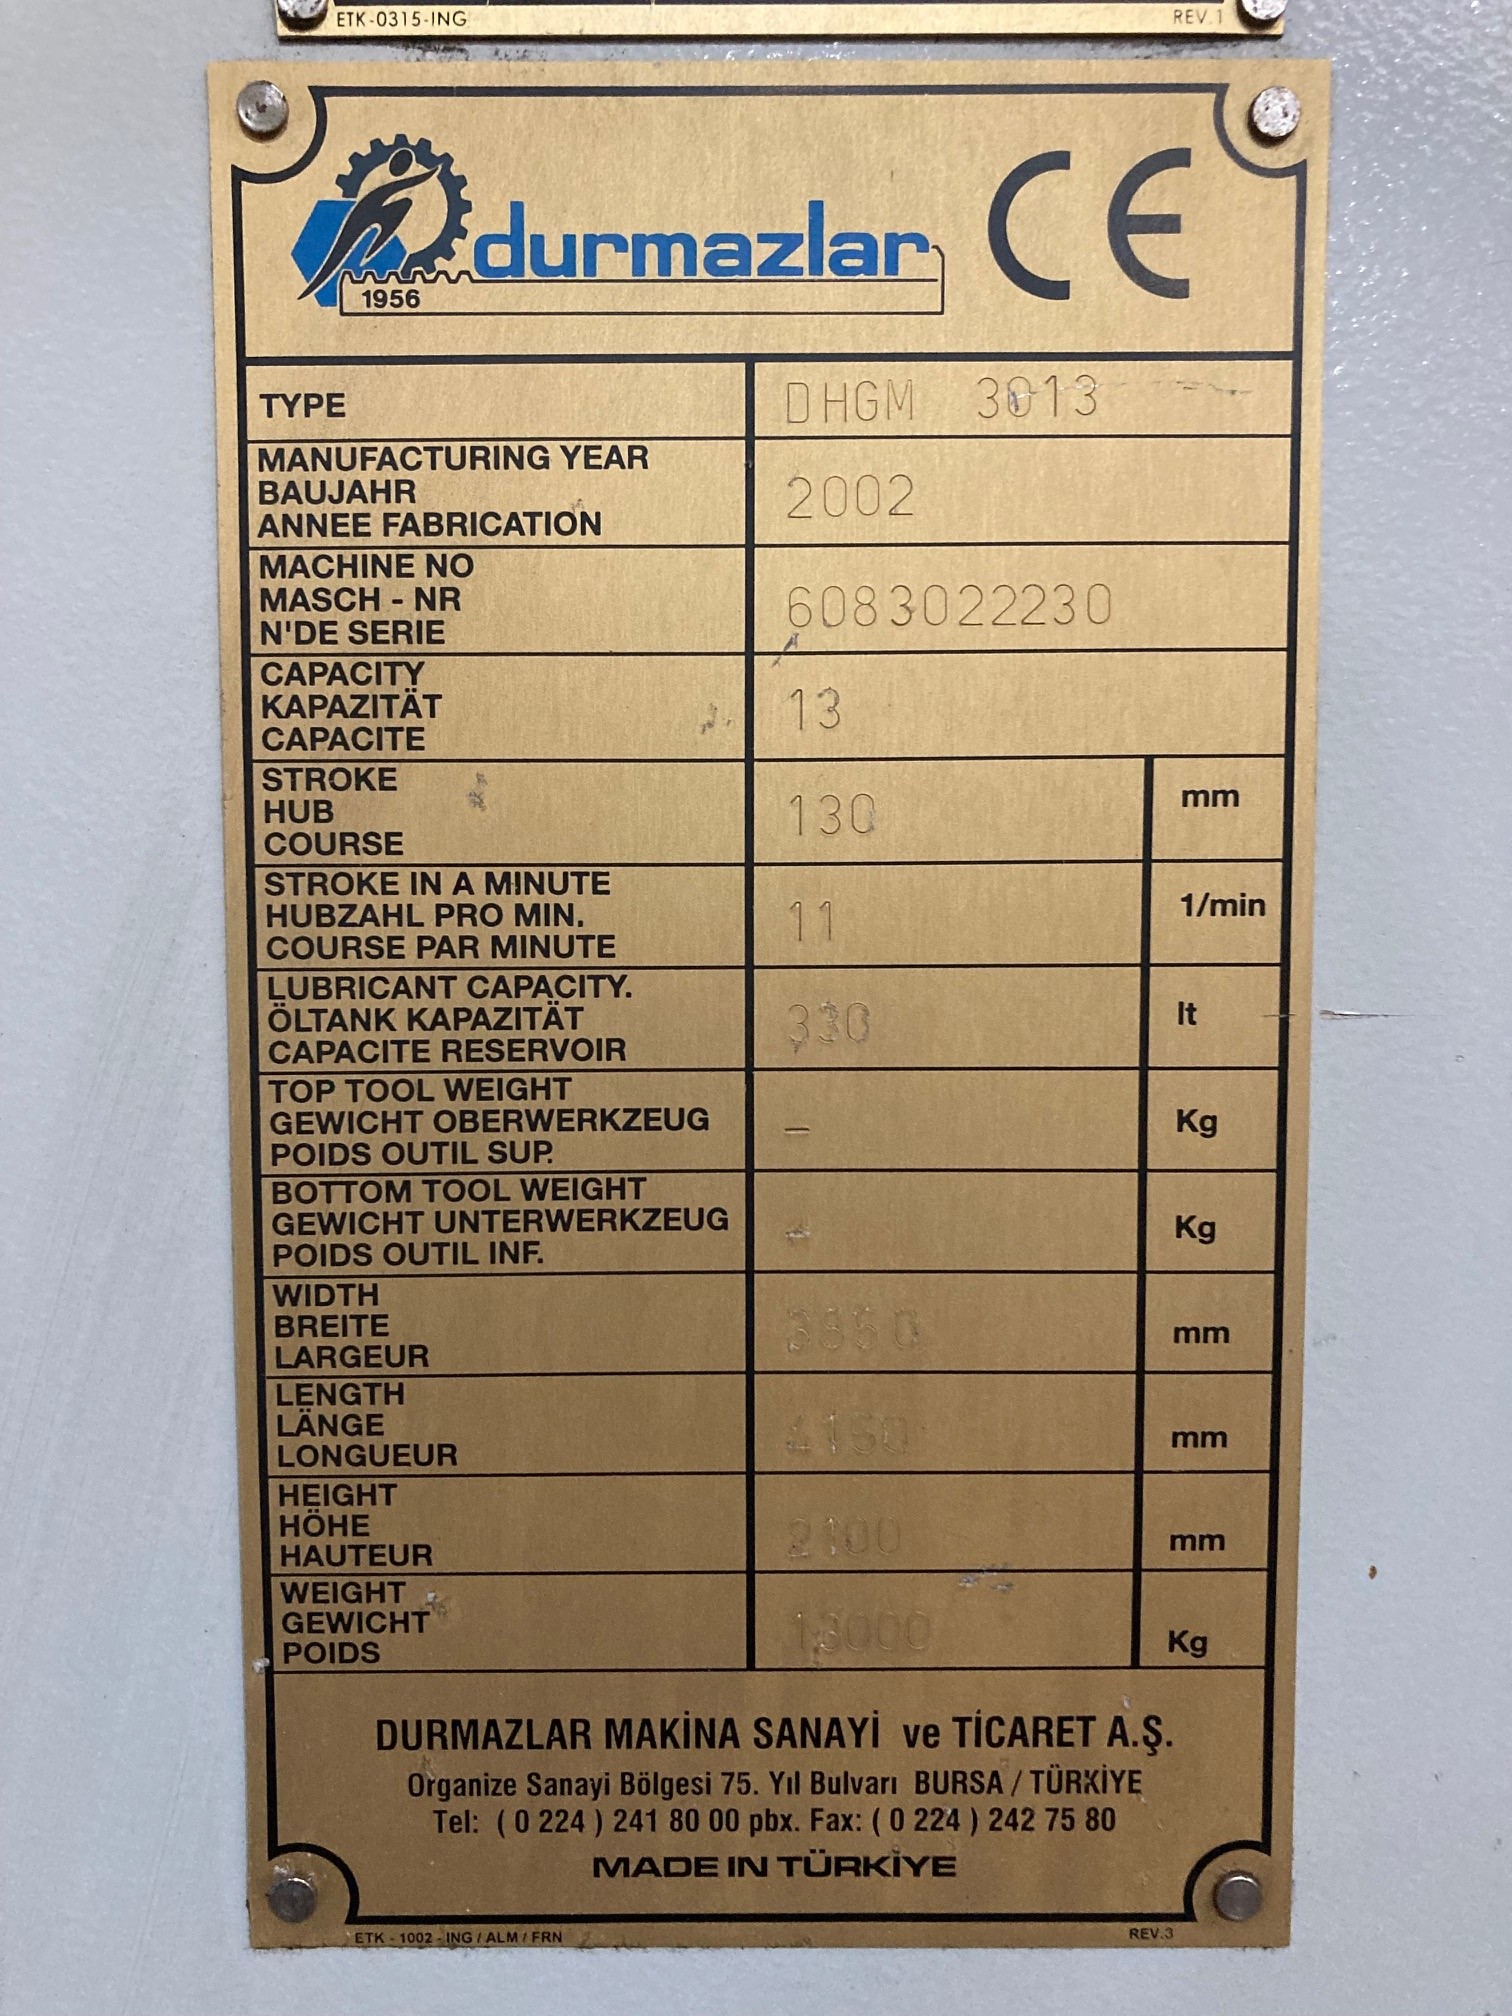 ETK-0315-ING REV.1
durmazlar CE
1956
TYPE DHGM 3013
MANUFACTURING YEAR
BAUJAHR 2002
ANNEE FABRICATION
MACHINE NO
MASCH - NR 6083022230
N'DE SERIE
CAPACITY
KAPAZITÄT 13
CAPACITE
STROKE mm
HUB 130
COURSE
STROKE IN A MINUTE 1/min
HUBZAHL PRO MIN. 11
COURSE PAR MINUTE
LUBRICANT CAPACITY.
ÖLTANK KAPAZITÄT 330 lt
CAPACITE RESERVOIR
TOP TOOL WEIGHT
GEWICHT OBERWERKZEUG – Kg
POIDS OUTIL SUP.
BOTTOM TOOL WEIGHT
GEWICHT UNTERWERKZEUG – Kg
POIDS OUTIL INF.
WIDTH
BREITE mm
LARGEUR
LENGTH
LÄNGE 4160 mm
LONGUEUR
HEIGHT
HÖHE 2100 mm
HAUTEUR
WEIGHT
GEWICHT Kg
POIDS
DURMAZLAR MAKİNA SANAYİ ve TİCARET A.Ş.
Organize Sanayi Bölgesi 75. Yıl Bulvarı BURSA / TÜRKİYE
Tel: ( 0 224 ) 241 80 00 pbx. Fax: ( 0 224 ) 242 75 80
MADE IN TÜRKİYE
ETK - 1002 - ING / ALM / FRN REV.3